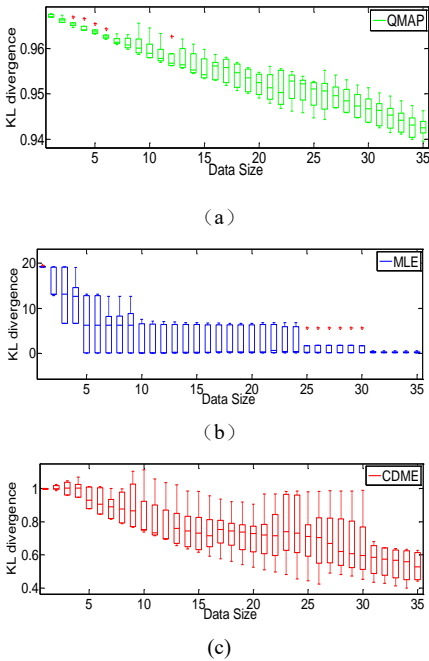 QMAP
KL divergence
0.96
0.95
0.94
5 10 15 20 25 30 35
Data Size
（a）
MLE
KL divergence
20
10
0
5 10 15 20 25 30 35
Data Size
（b）
CDME
KL divergence
1
0.8
0.6
0.4
5 10 15 20 25 30 35
Data Size
(c)